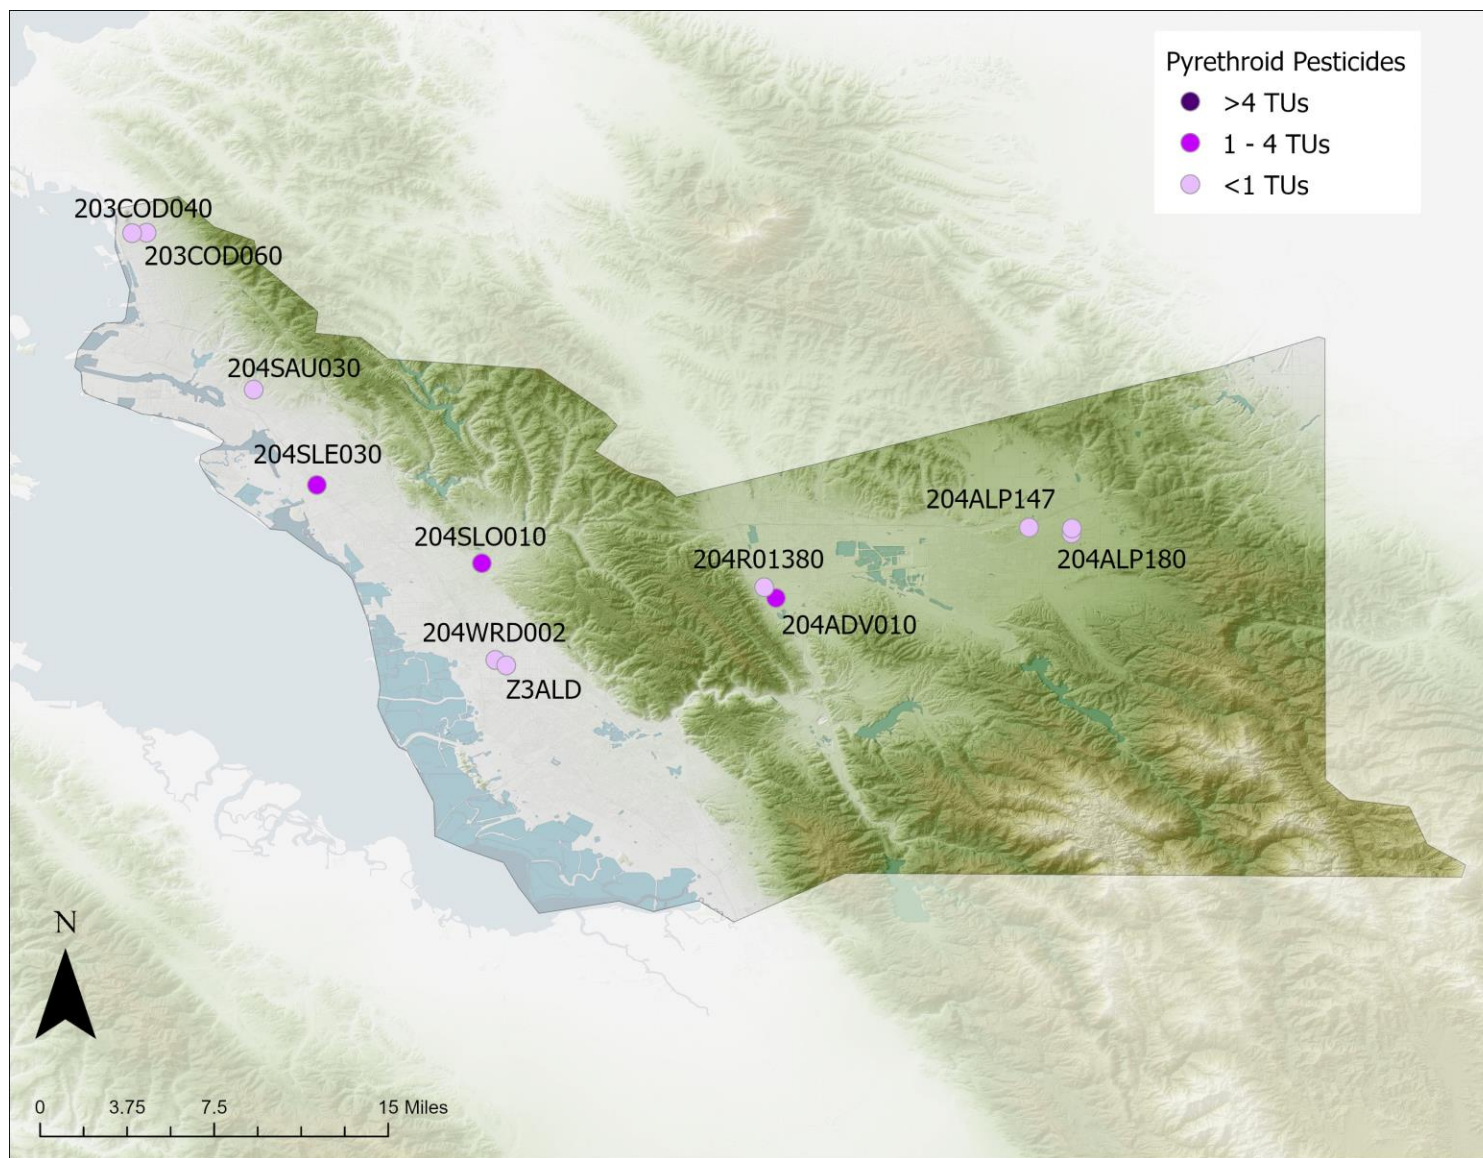 Pyrethroid Pesticides
>4 TUs
1 - 4 TUs
<1 TUs
203COD040
203COD060
204SAU030
204SLE030
204SLO010
204ALP147
204R01380
204ALP180
204ADV010
204WRD002
Z3ALD
N
0 3.75 7.5 15 Miles